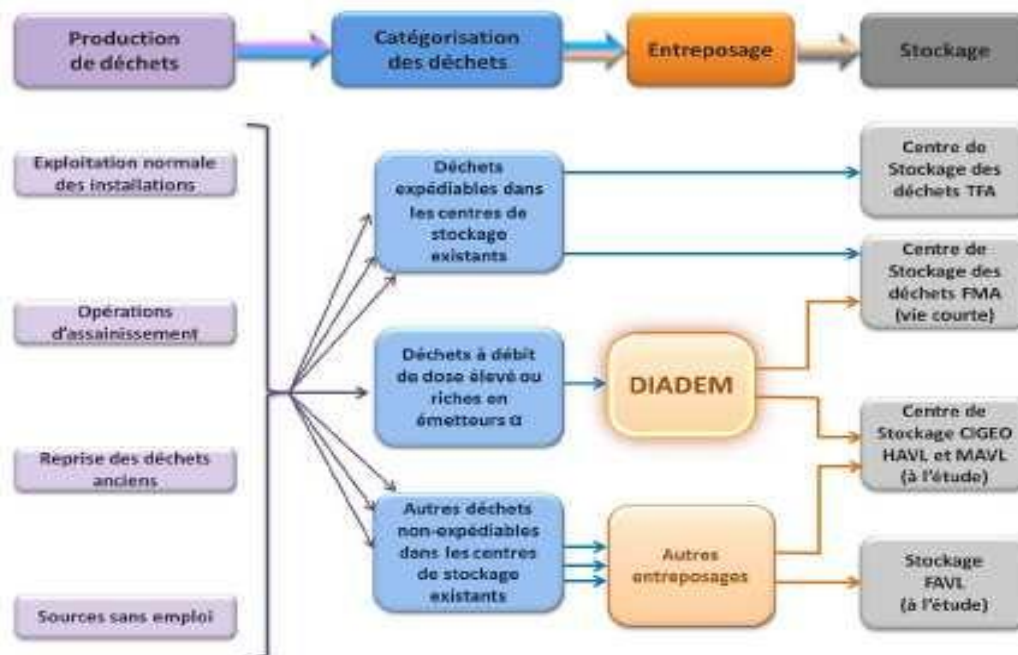 Production
de déchets
Catégorisation
des déchets
Entreposage
Stockage
Exploitation normale
des installations
Opérations
d'assainissement
Reprise des déchets
anciens
Sources sans emploi
Déchets
expédiables dans
les centres de
stockage
existants
Déchets à débit
de dose élevé ou
riches en
émetteurs α
Autres déchets
non-expédiables
dans les centres
de stockage
existants
DIADEM
Autres
entreposages
Centre de
Stockage des
déchets TFA
Centre de
Stockage des
déchets FMA
(vie courte)
Centre de
Stockage CIGEO
HAVL et MAVL
(à l'étude)
Stockage
FAVL
(à l'étude)